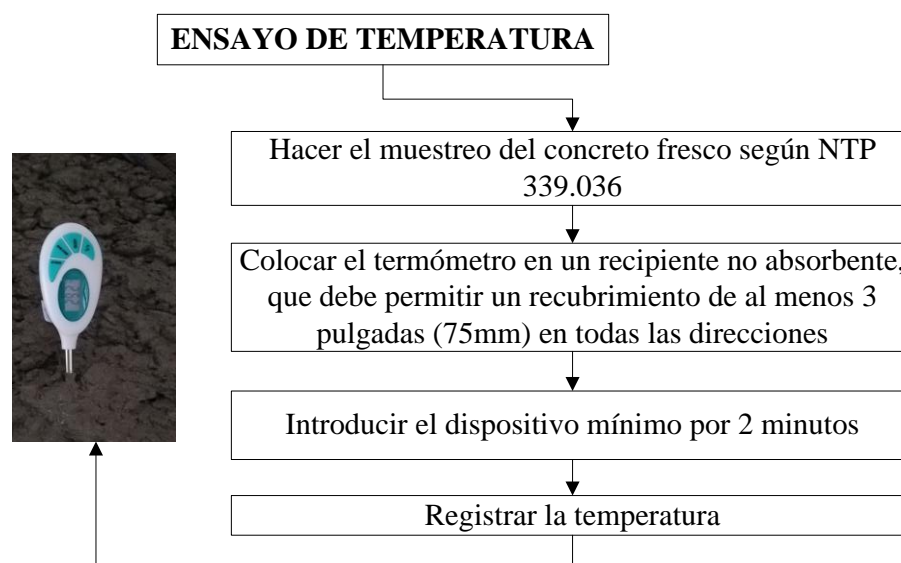 ENSAYO DE TEMPERATURA
Hacer el muestreo del concreto fresco según NTP
339.036
Colocar el termómetro en un recipiente no absorbente,
que debe permitir un recubrimiento de al menos 3
pulgadas (75mm) en todas las direcciones
Introducir el dispositivo mínimo por 2 minutos
Registrar la temperatura